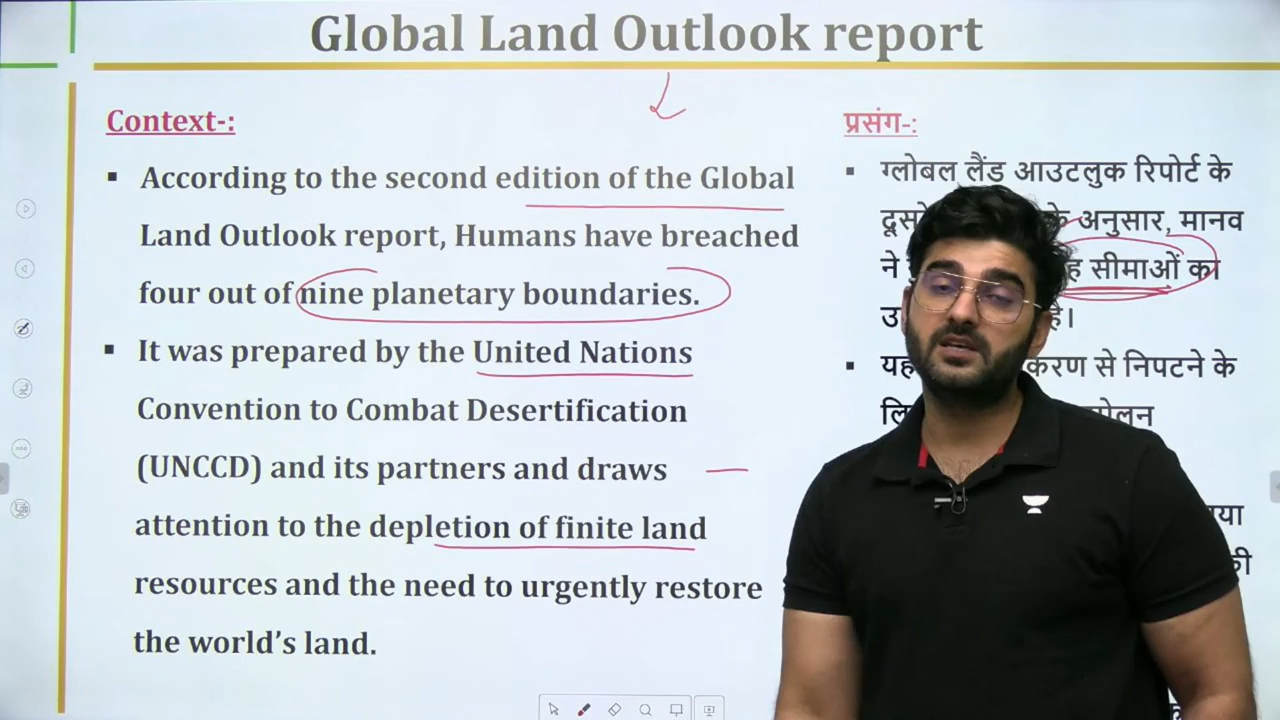 Global Land Outlook report
Context-:
▪ According to the second edition of the Global
Land Outlook report, Humans have breached
four out of nine planetary boundaries.
▪ It was prepared by the United Nations
Convention to Combat Desertification
(UNCCD) and its partners and draws
attention to the depletion of finite land
resources and the need to urgently restore
the world's land.
प्रसंग-:
▪ ग्लोबल लैंड आउटलुक रिपोर्ट के
अनुसार, मानव
ने सीमाओं का
है।
▪ से निपटने के